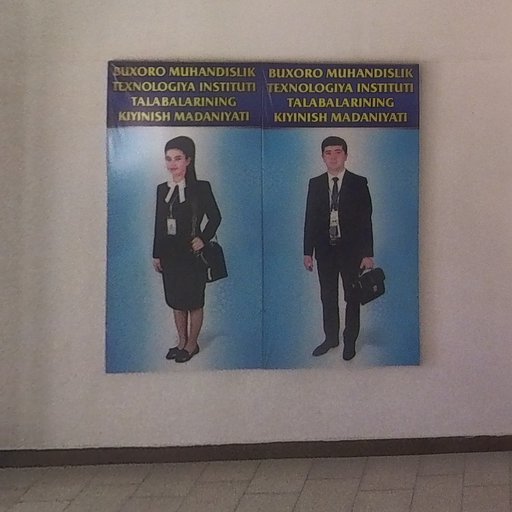 BUXORO MUHANDISLIK
TEXNOLOGIYA INSTITUTI
TALABALARINING
KIYINISH MADANIYATI
BUXORO MUHANDISLIK
TEXNOLOGIYA INSTITUTI
TALABALARINING
KIYINISH MADANIYATI